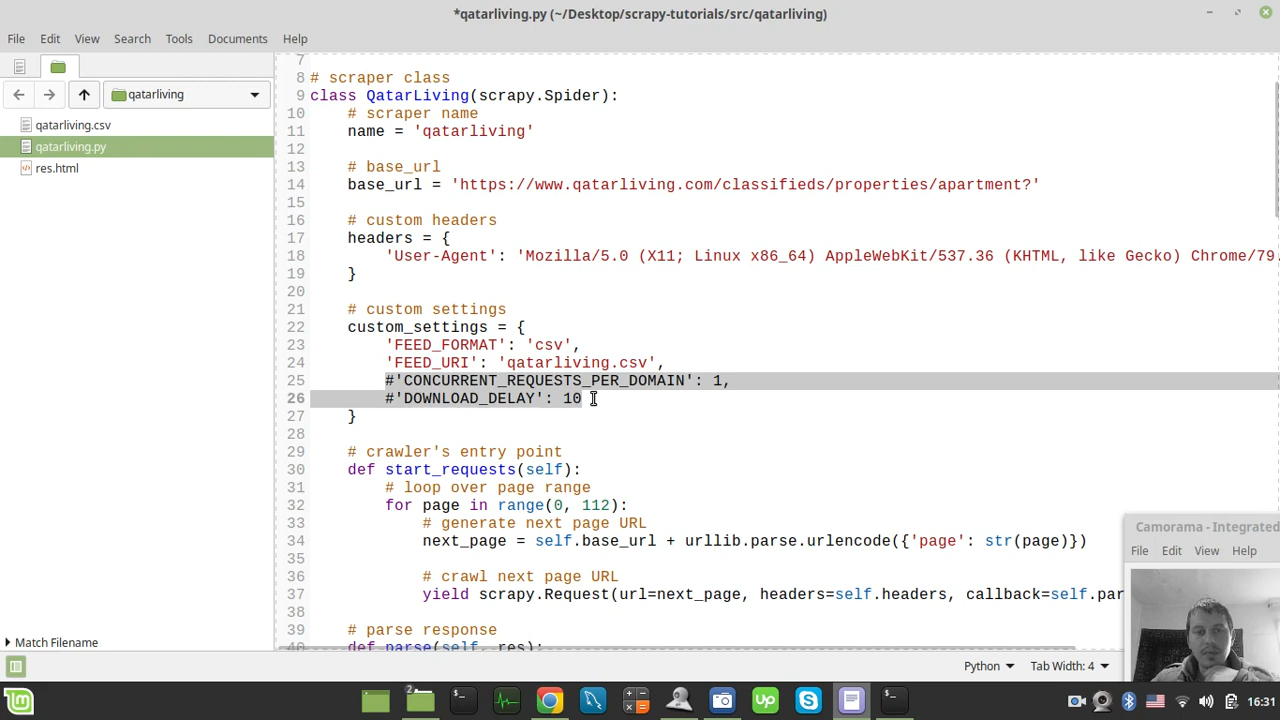 *qatarliving.py (~/Desktop/scrapy-tutorials/src/qatarliving)
File Edit View Search Tools Documents Help
qatarliving
qatarliving.csv
qatarliving.py
res.html
Match Filename
7
8 # scraper class
9 class QatarLiving(scrapy.Spider):
10 # scraper name
11 name = 'qatarliving'
12
13 # base_url
14 base_url = 'https://www.qatarliving.com/classifieds/properties/apartment?'
15
16 # custom headers
17 headers = {
18 'User-Agent': 'Mozilla/5.0 (X11; Linux x86_64) AppleWebKit/537.36 (KHTML, like Gecko) Chrome/79.
19 }
20
21 # custom settings
22 custom_settings = {
23 'FEED_FORMAT': 'csv',
24 'FEED_URI': 'qatarliving.csv',
25 #'CONCURRENT_REQUESTS_PER_DOMAIN': 1,
26 #'DOWNLOAD_DELAY': 10
27 }
28
29 # crawler's entry point
30 def start_requests(self):
31 # loop over page range
32 for page in range(0, 112):
33 # generate next page URL
34 next_page = self.base_url + urllib.parse.urlencode({'page': str(page)})
35
36 # crawl next page URL
37 yield scrapy.Request(url=next_page, headers=self.headers, callback=self.par
38
39 # parse response
40 def parse(self, res):
Camorama - Integrated
File Edit View Help
Python Tab Width: 4
2
Up
16:31